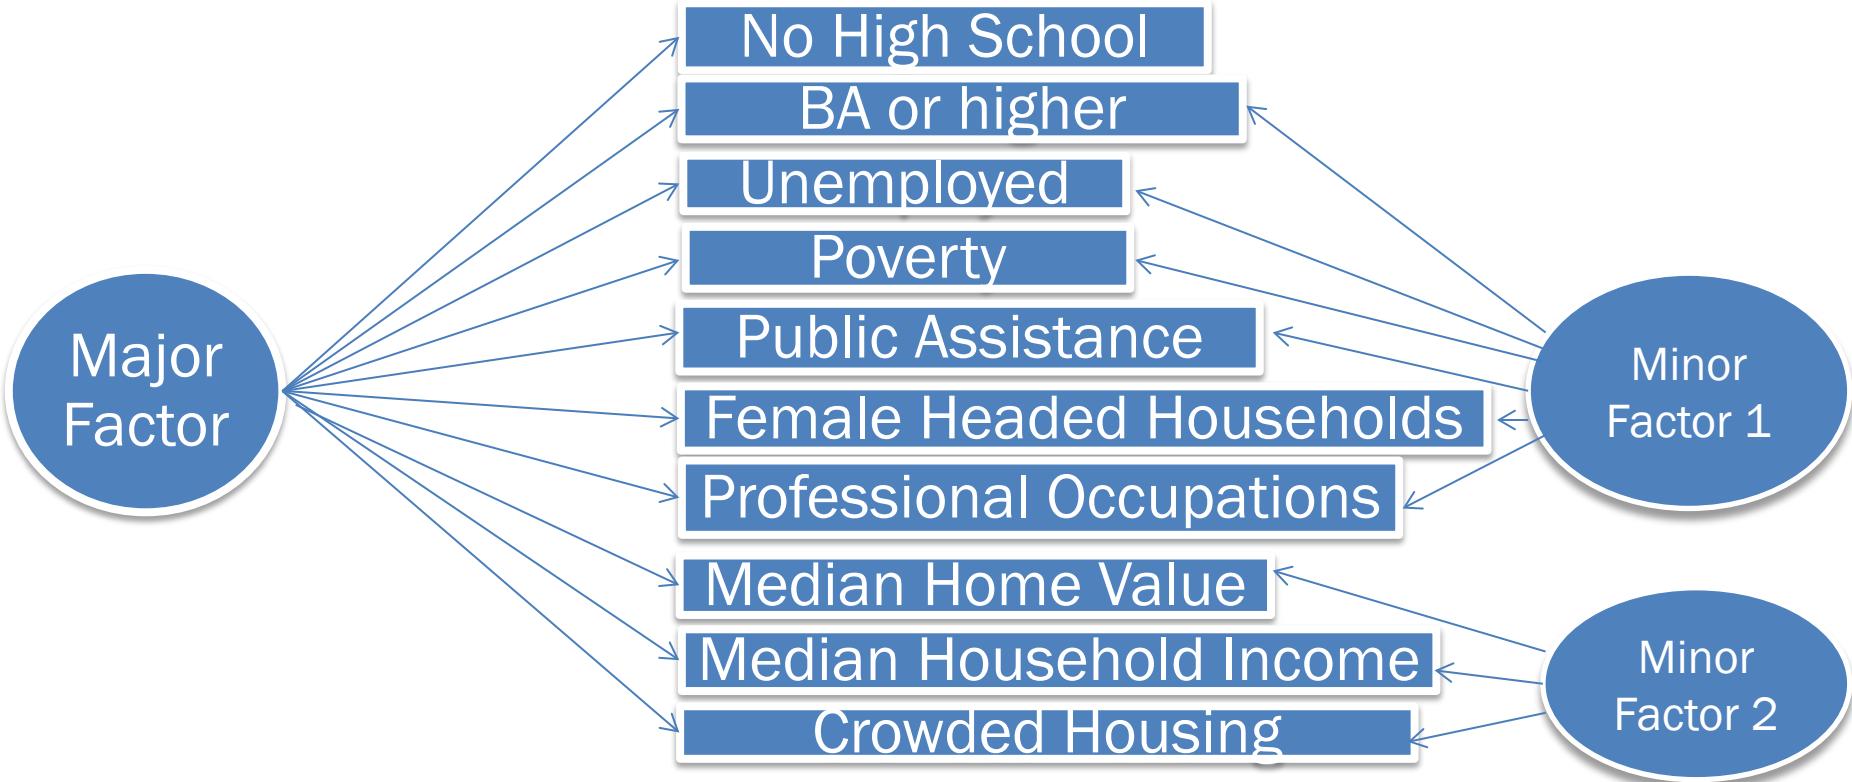 No High School
BA or higher
Unemployed
Poverty
Public Assistance
Female Headed Households
Professional Occupations
Median Home Value
Median Household Income
Crowded Housing
Major
Factor
Minor
Factor 1
Minor
Factor 2